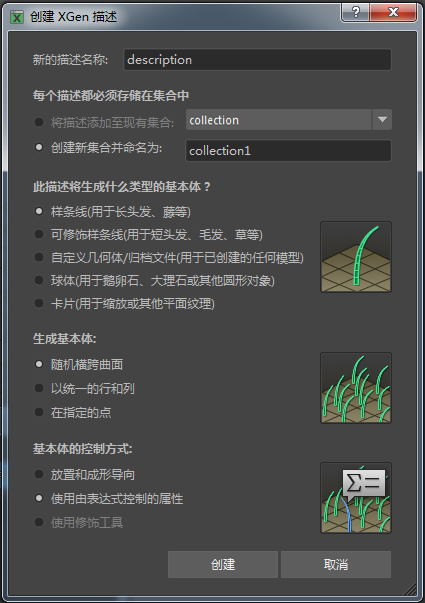 创建 XGen 描述
新的描述名称: description
每个描述都必须存储在集合中
将描述添加至现有集合: collection
创建新集合并命名为: collection1
此描述将生成什么类型的基本体？
样条线(用于长头发、藤等)
可修饰样条线(用于短头发、毛发、草等)
自定义几何体/归档文件(用于已创建的任何模型)
球体(用于鹅卵石、大理石或其他圆形对象)
卡片(用于缩放或其他平面纹理)
生成基本体:
随机横跨曲面
以统一的行和列
在指定的点
基本体的控制方式:
放置和成形导向
使用由表达式控制的属性
Σ=
使用修饰工具
创建 取消